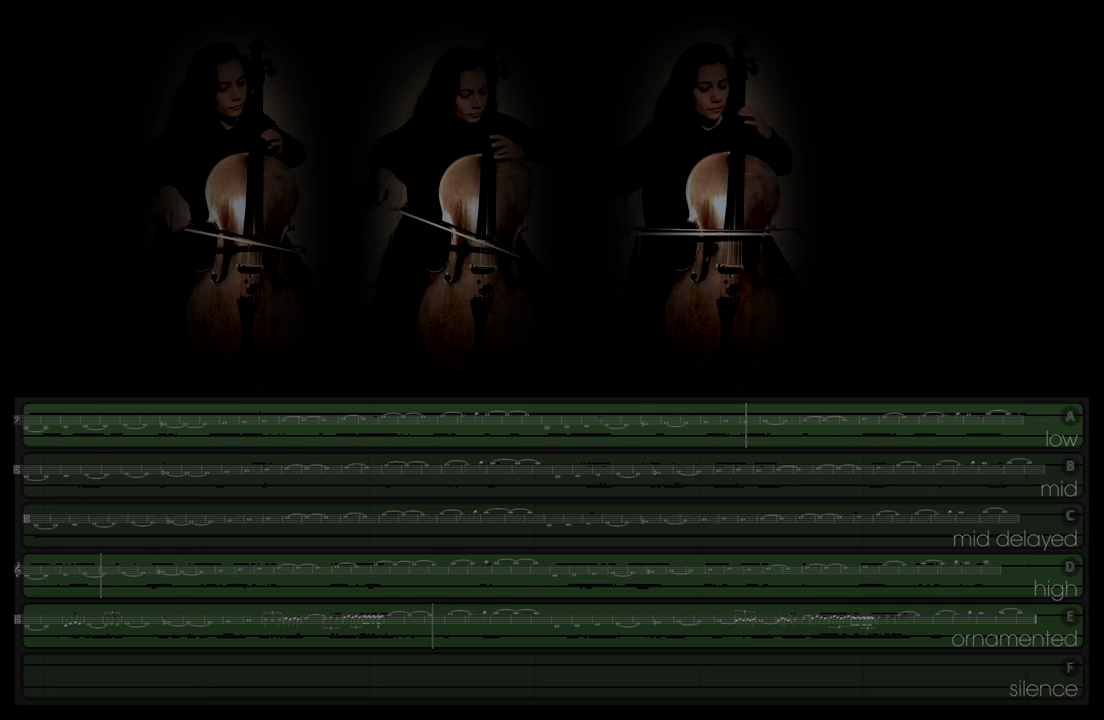 A
low
B
mid
C
mid delayed
D
high
E
ornamented
F
silence